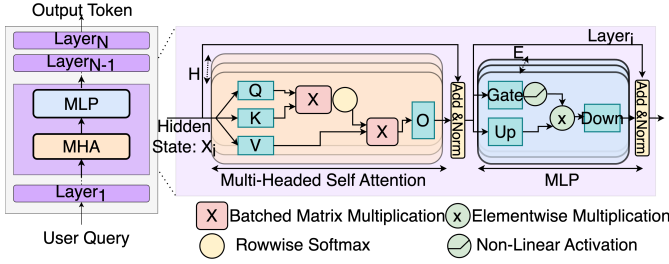 Output Token
LayerN
LayerN-1
MLP
MHA
Layer1
User Query
Hidden
State: Xi
H
Q
K
V
X
X
O
Add &Norm
Multi-Headed Self Attention
Layeri
E
Gate
Up
x
Down
Add &Norm
MLP
X Batched Matrix Multiplication
x Elementwise Multiplication
Rowwise Softmax
Non-Linear Activation